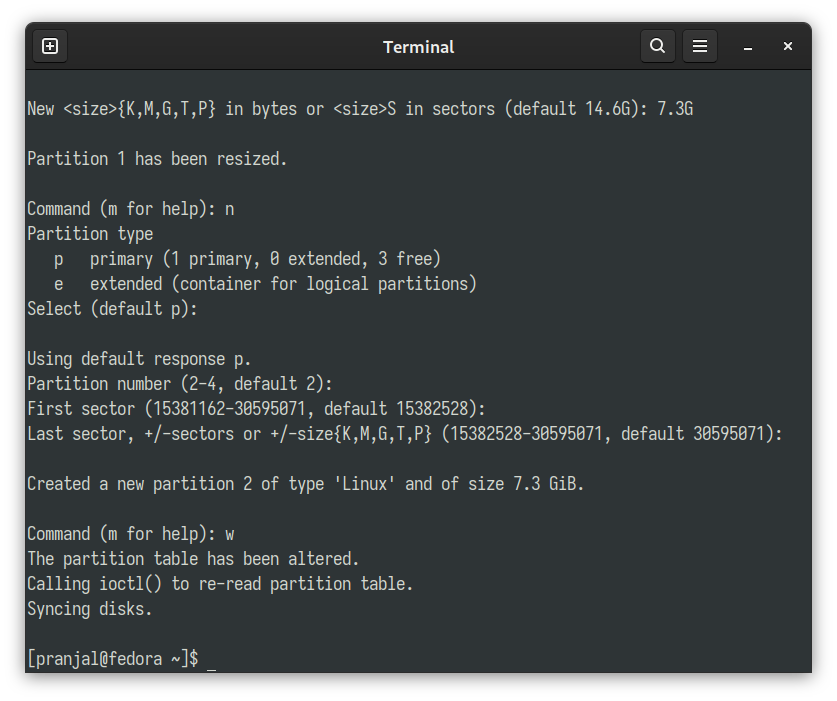 Terminal
New <size>{K,M,G,T,P} in bytes or <size>S in sectors (default 14.6G): 7.3G
Partition 1 has been resized.
Command (m for help): n
Partition type
   p   primary (1 primary, 0 extended, 3 free)
   e   extended (container for logical partitions)
Select (default p):
Using default response p.
Partition number (2-4, default 2):
First sector (15381162-30595071, default 15382528):
Last sector, +/-sectors or +/-size{K,M,G,T,P} (15382528-30595071, default 30595071):
Created a new partition 2 of type 'Linux' and of size 7.3 GiB.
Command (m for help): w
The partition table has been altered.
Calling ioctl() to re-read partition table.
Syncing disks.
[pranjal@fedora ~]$ _